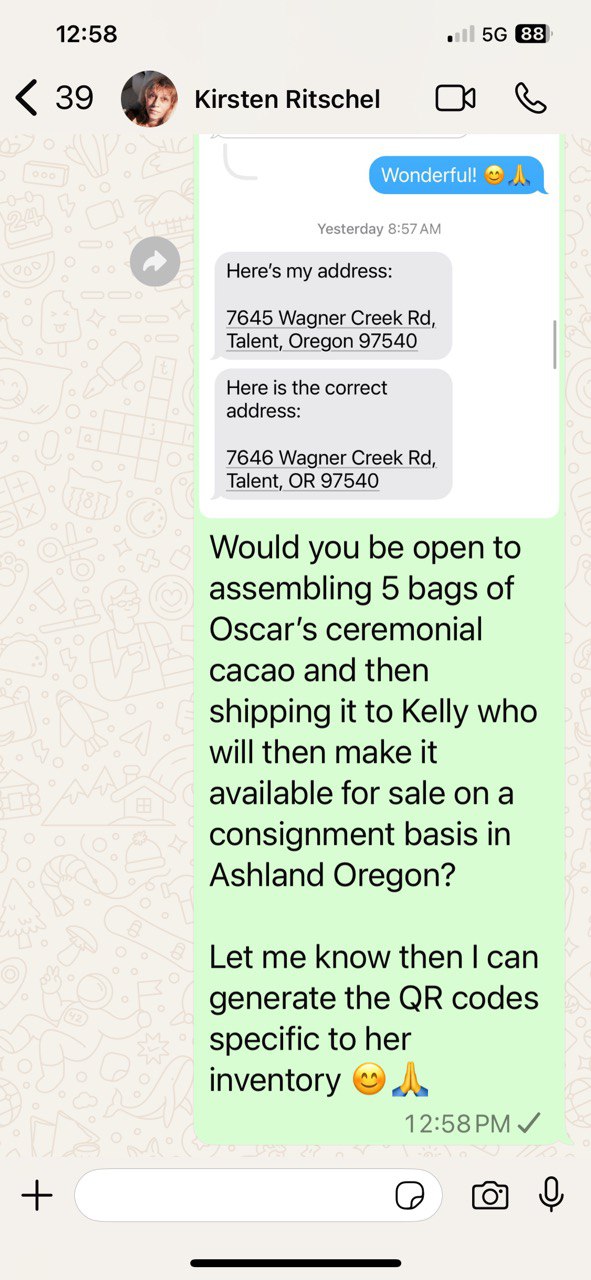 12:58
5G 88
39 Kirsten Ritschel
Wonderful! 😊🙏
Yesterday 8:57 AM
Here's my address:
7645 Wagner Creek Rd,
Talent, Oregon 97540
Here is the correct
address:
7646 Wagner Creek Rd,
Talent, OR 97540
Would you be open to
assembling 5 bags of
Oscar's ceremonial
cacao and then
shipping it to Kelly who
will then make it
available for sale on a
consignment basis in
Ashland Oregon?
Let me know then I can
generate the QR codes
specific to her
inventory 😊🙏
12:58 PM